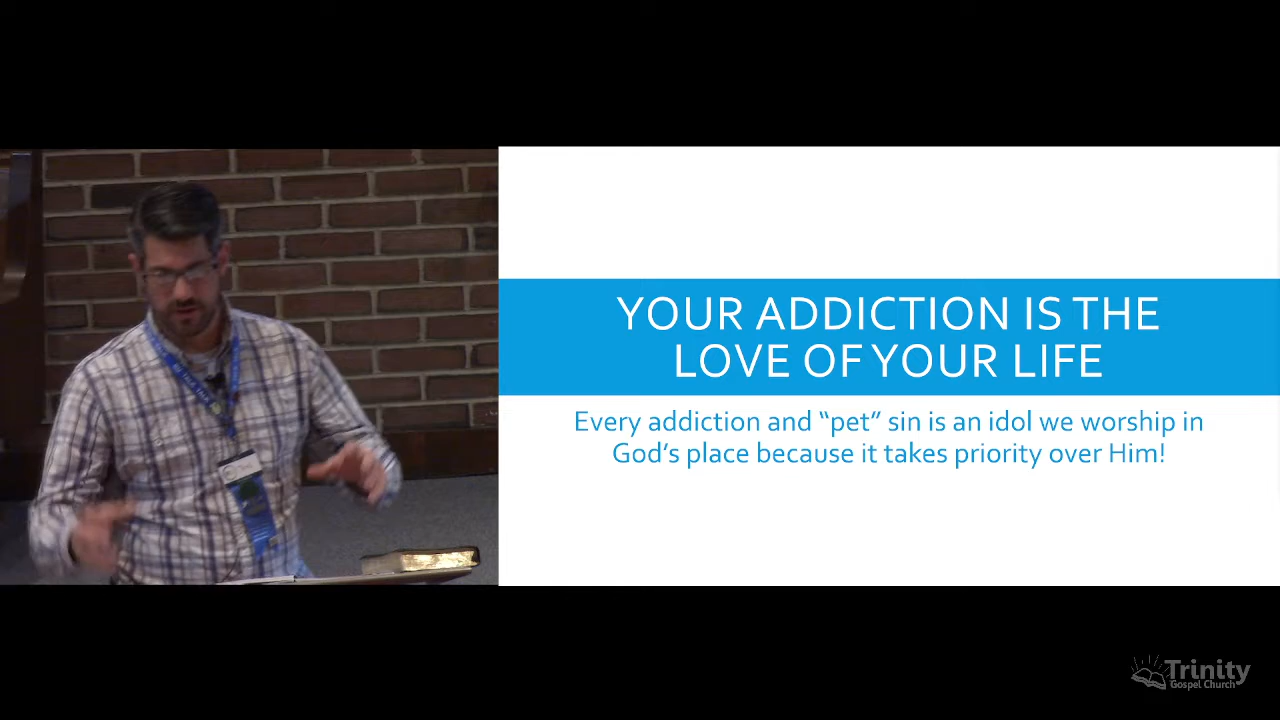 YOUR ADDICTION IS THE
LOVE OF YOUR LIFE
Every addiction and “pet” sin is an idol we worship in
God’s place because it takes priority over Him!
Trinity
Gospel Church